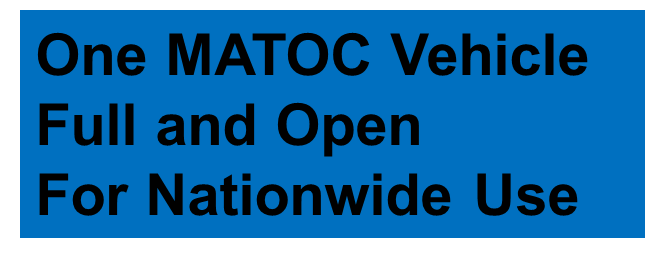 One MATOC Vehicle
Full and Open
For Nationwide Use